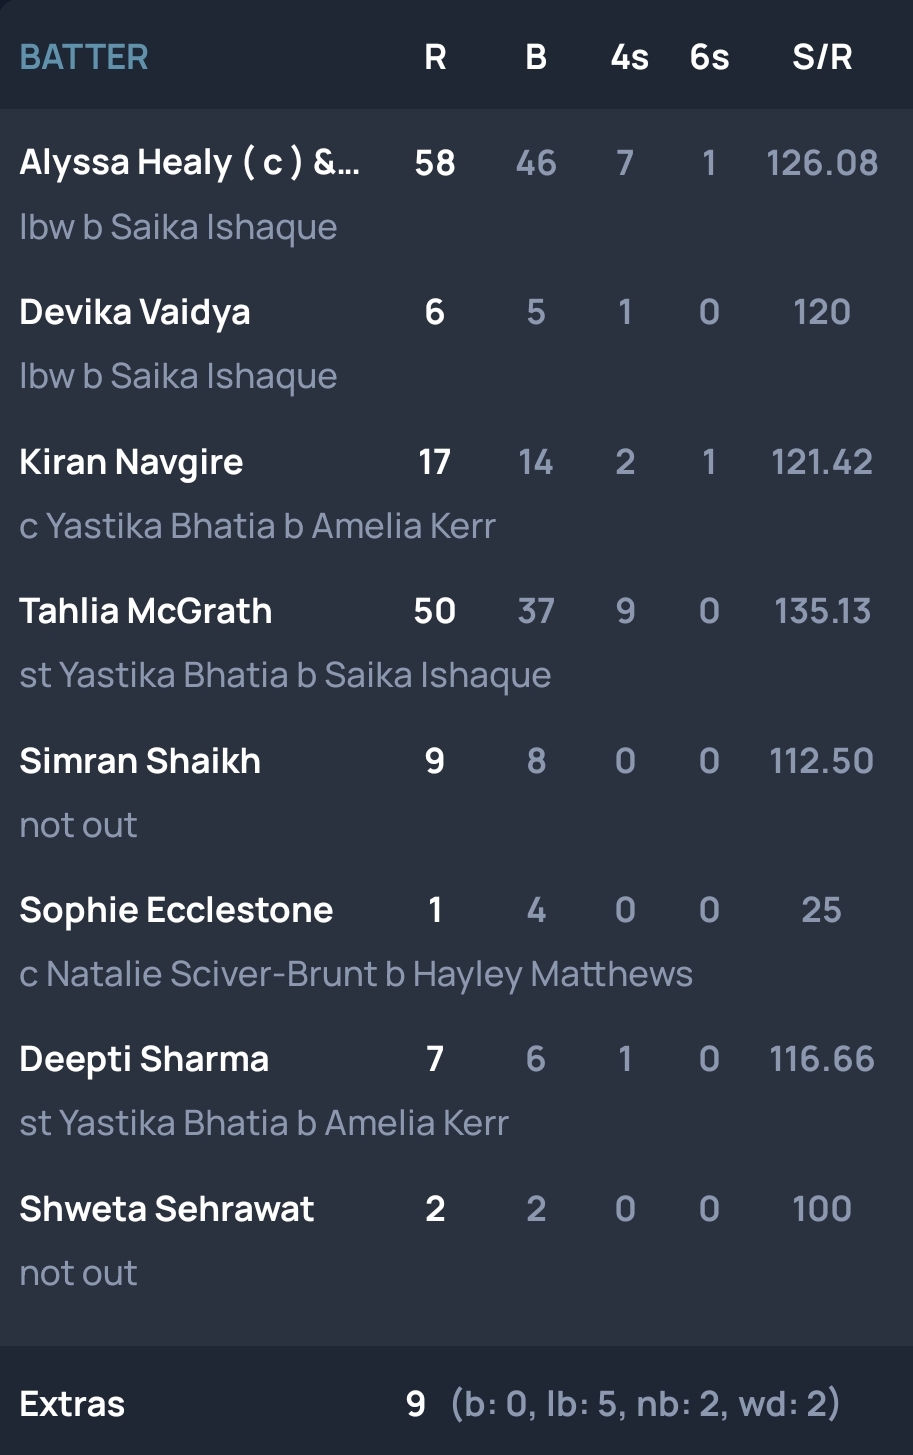 BATTER R B 4s 6s S/R
Alyssa Healy ( c ) &... 58 46 7 1 126.08
lbw b Saika Ishaque
Devika Vaidya 6 5 1 0 120
lbw b Saika Ishaque
Kiran Navgire 17 14 2 1 121.42
c Yastika Bhatia b Amelia Kerr
Tahlia McGrath 50 37 9 0 135.13
st Yastika Bhatia b Saika Ishaque
Simran Shaikh 9 8 0 0 112.50
not out
Sophie Ecclestone 1 4 0 0 25
c Natalie Sciver-Brunt b Hayley Matthews
Deepti Sharma 7 6 1 0 116.66
st Yastika Bhatia b Amelia Kerr
Shweta Sehrawat 2 2 0 0 100
not out
Extras 9 (b: 0, lb: 5, nb: 2, wd: 2)